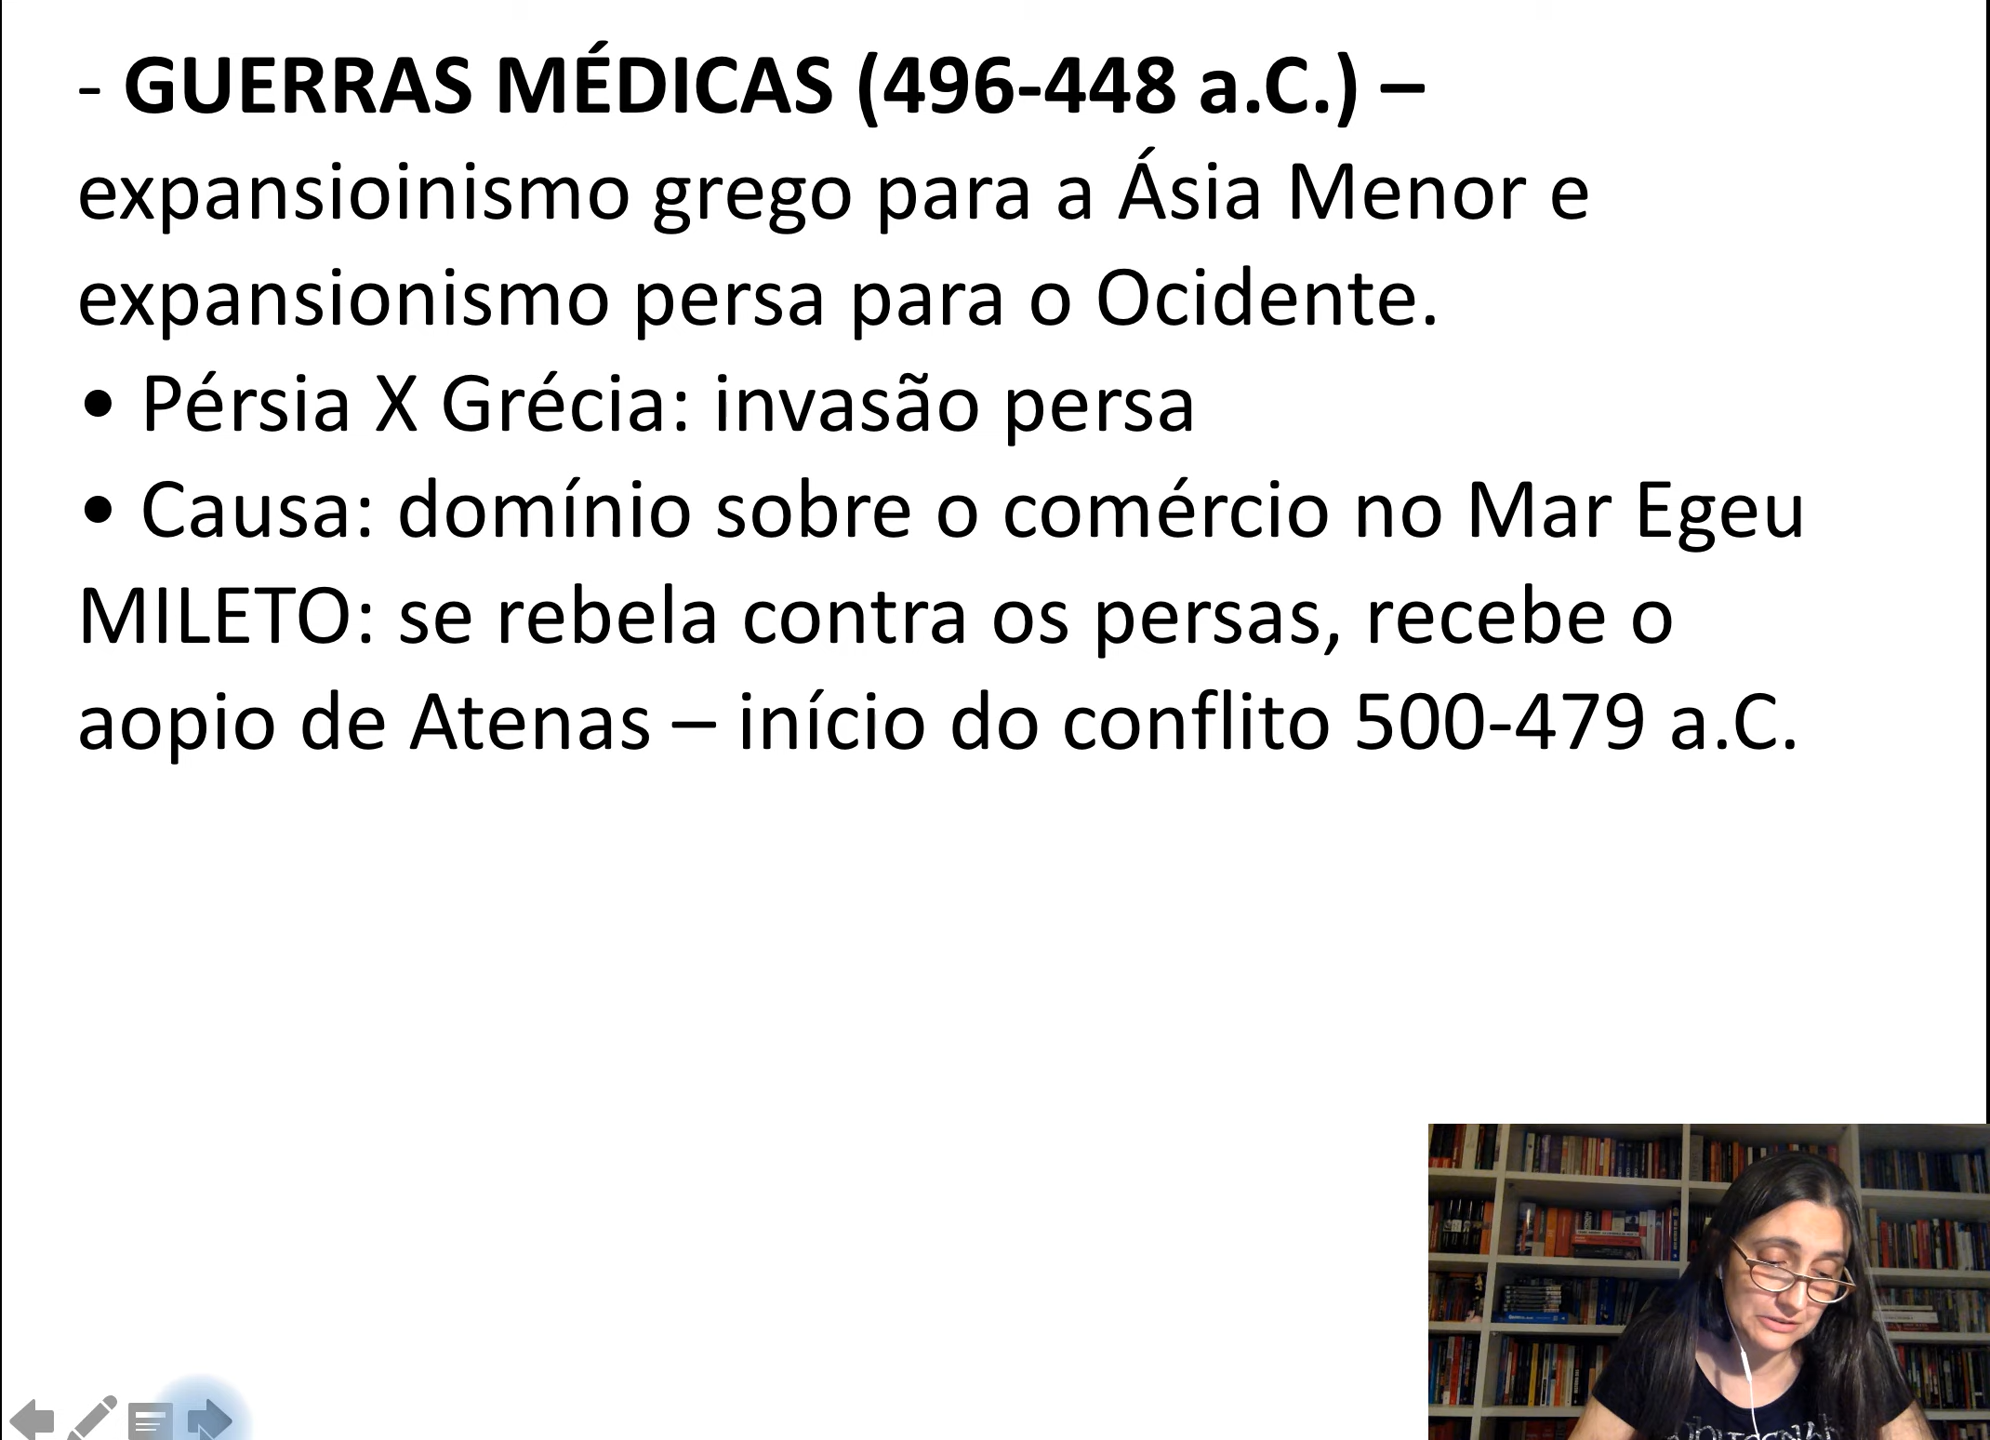 - GUERRAS MÉDICAS (496-448 a.C.) –
expansioinismo grego para a Ásia Menor e
expansionismo persa para o Ocidente.
• Pérsia X Grécia: invasão persa
• Causa: domínio sobre o comércio no Mar Egeu
MILETO: se rebela contra os persas, recebe o
aopio de Atenas – início do conflito 500-479 a.C.